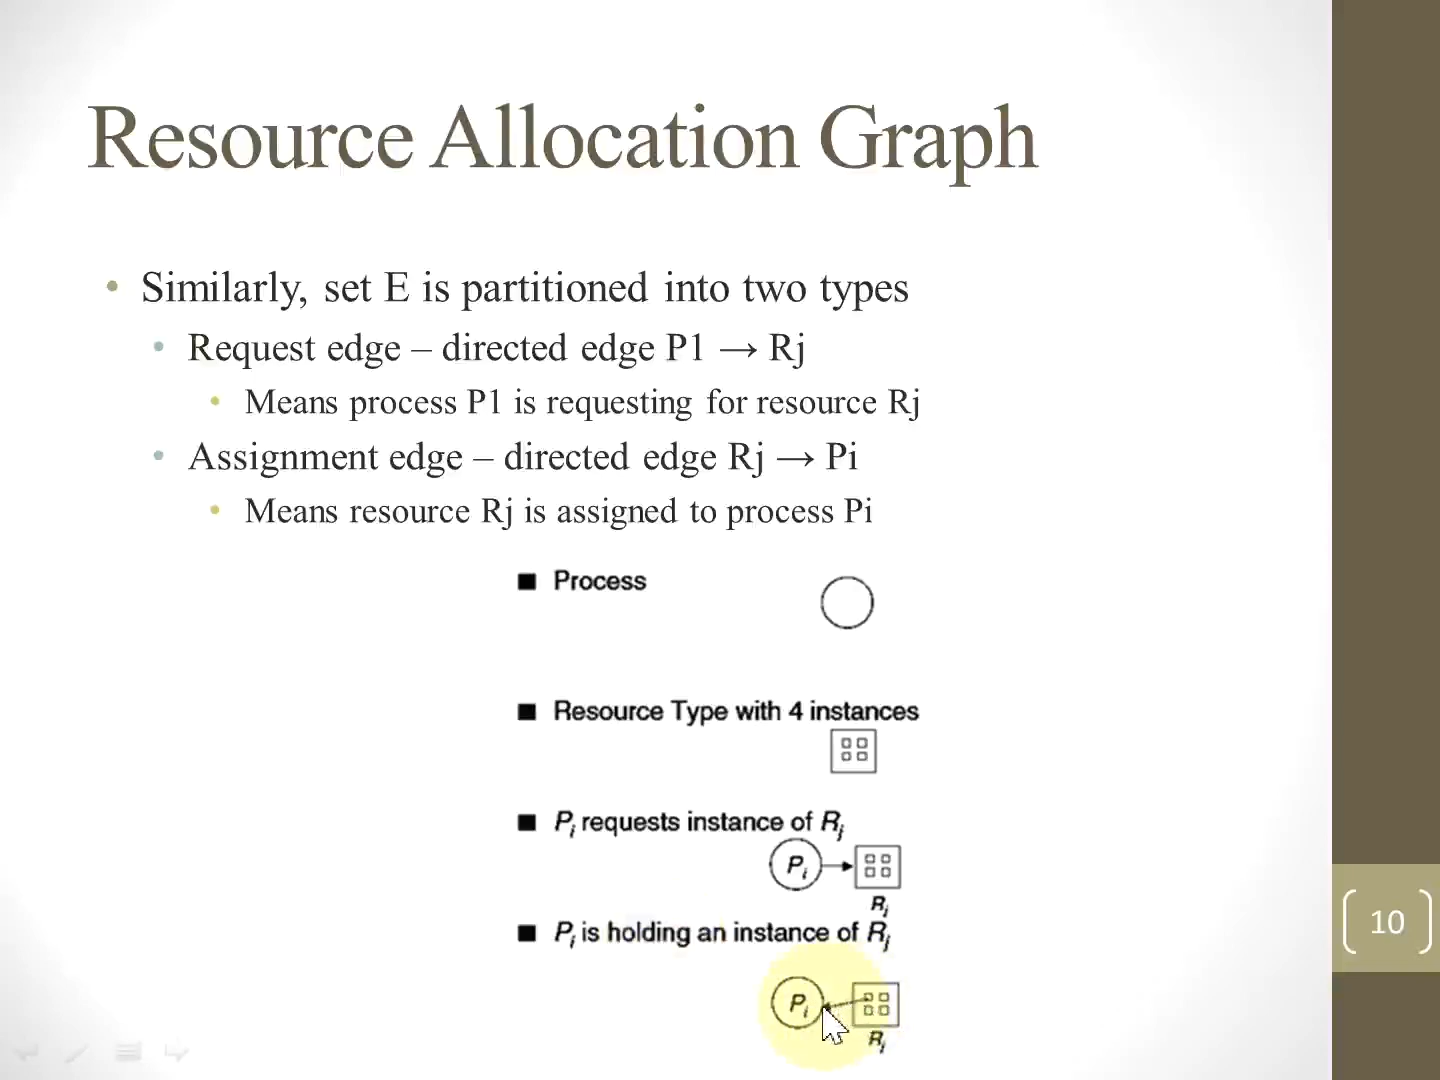 Resource Allocation Graph
• Similarly, set E is partitioned into two types
• Request edge – directed edge P1 → Rj
• Means process P1 is requesting for resource Rj
• Assignment edge – directed edge Rj → Pi
• Means resource Rj is assigned to process Pi
■ Process
■ Resource Type with 4 instances
■ Pi requests instance of Rj
Pi
Rj
■ Pi is holding an instance of Rj
Pi
Rj
10